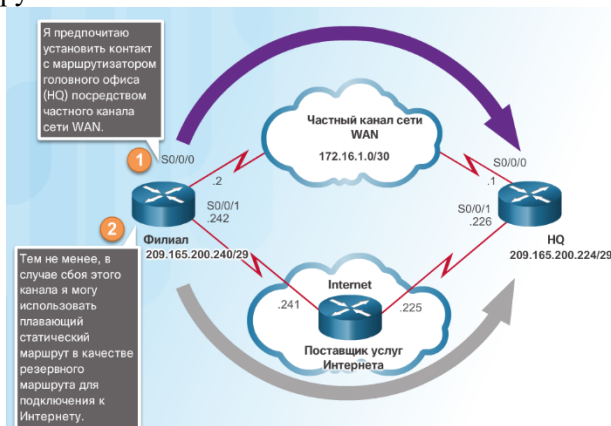 Я предпочитаю
установить контакт
с маршрутизатором
головного офиса
(HQ) посредством
частного канала
сети WAN.
Частный канал сети
WAN
172.16.1.0/30
1
S0/0/0
S0/0/0
.2
.1
S0/0/1
.242
S0/0/1
.226
2
Филиал
209.165.200.240/29
HQ
209.165.200.224/29
Тем не менее, в
случае сбоя этого
канала я могу
использовать
плавающий
статический
маршрут в качестве
резервного
маршрута для
подключения к
Интернету.
Internet
.241
.225
Поставщик услуг
Интернета